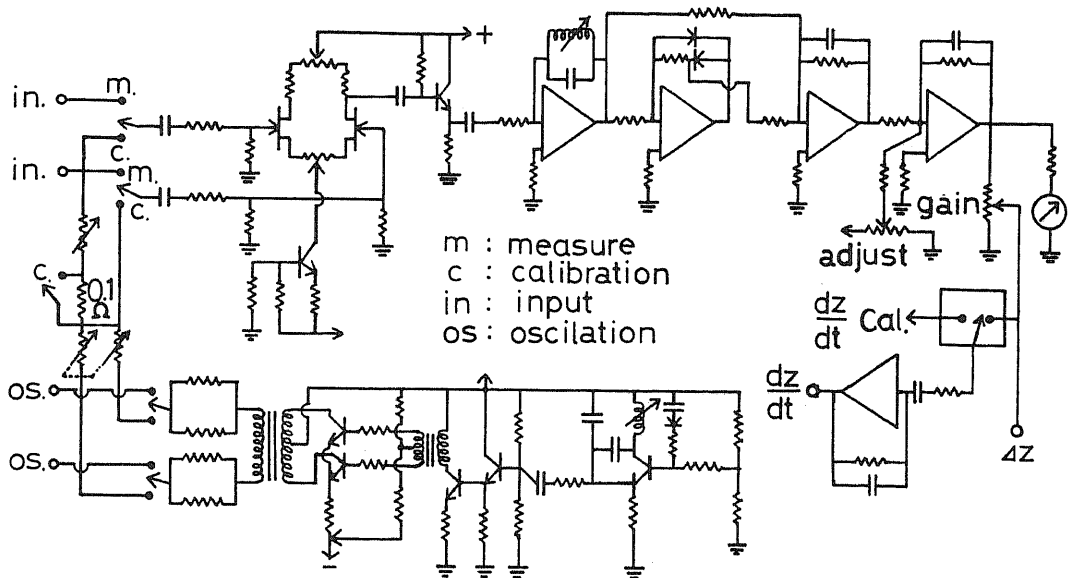 +
m.
in.
c.
in.
m.
c.
gain
m : measure
adjust
c : calibration
c.
0.1
Ω
in : input
dz
dt
Cal.
os : oscilation
dz
dt
os.
Δz
os.
−